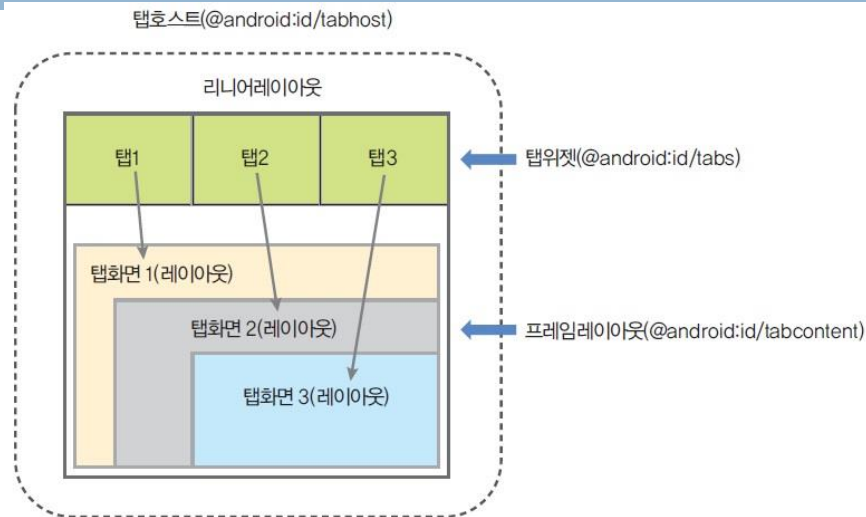 탭호스트(@android:id/tabhost)
리니어레이아웃
탭1 탭2 탭3
탭위젯(@android:id/tabs)
탭화면 1(레이아웃)
탭화면 2(레이아웃)
프레임레이아웃(@android:id/tabcontent)
탭화면 3(레이아웃)